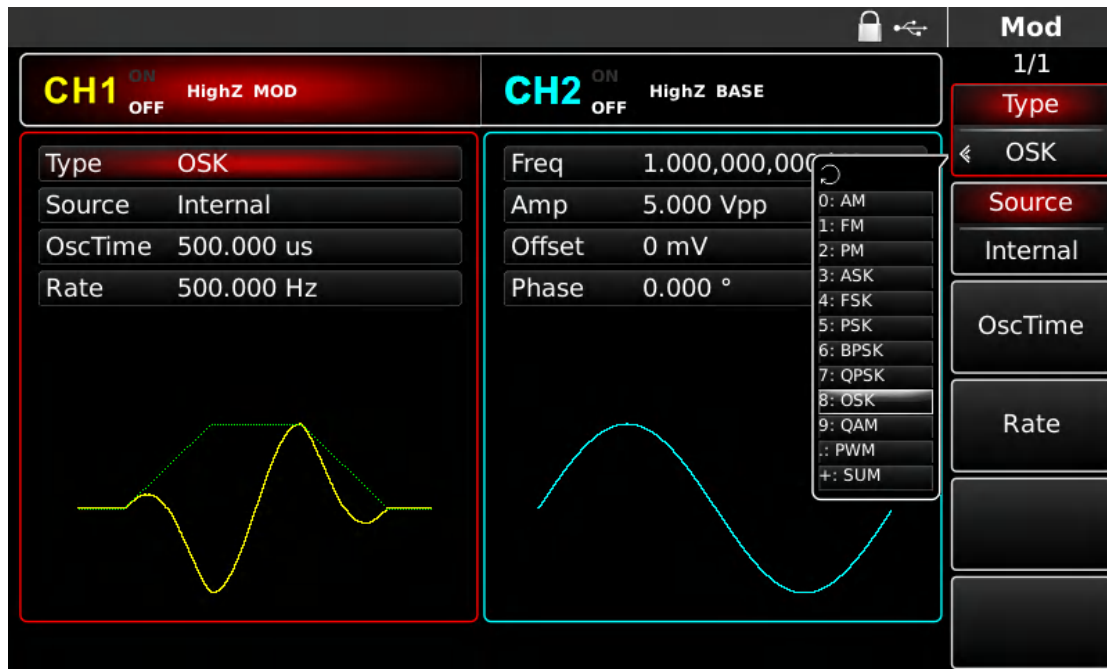 Mod
1/1
CH1 ON OFF HighZ MOD
CH2 ON OFF HighZ BASE
Type
OSK
Source
Internal
OscTime
Rate
Type OSK
Source Internal
OscTime 500.000 us
Rate 500.000 Hz
Freq 1.000,000,000
Amp 5.000 Vpp
Offset 0 mV
Phase 0.000 °
0: AM
1: FM
2: PM
3: ASK
4: FSK
5: PSK
6: BPSK
7: QPSK
8: OSK
9: QAM
.: PWM
+: SUM